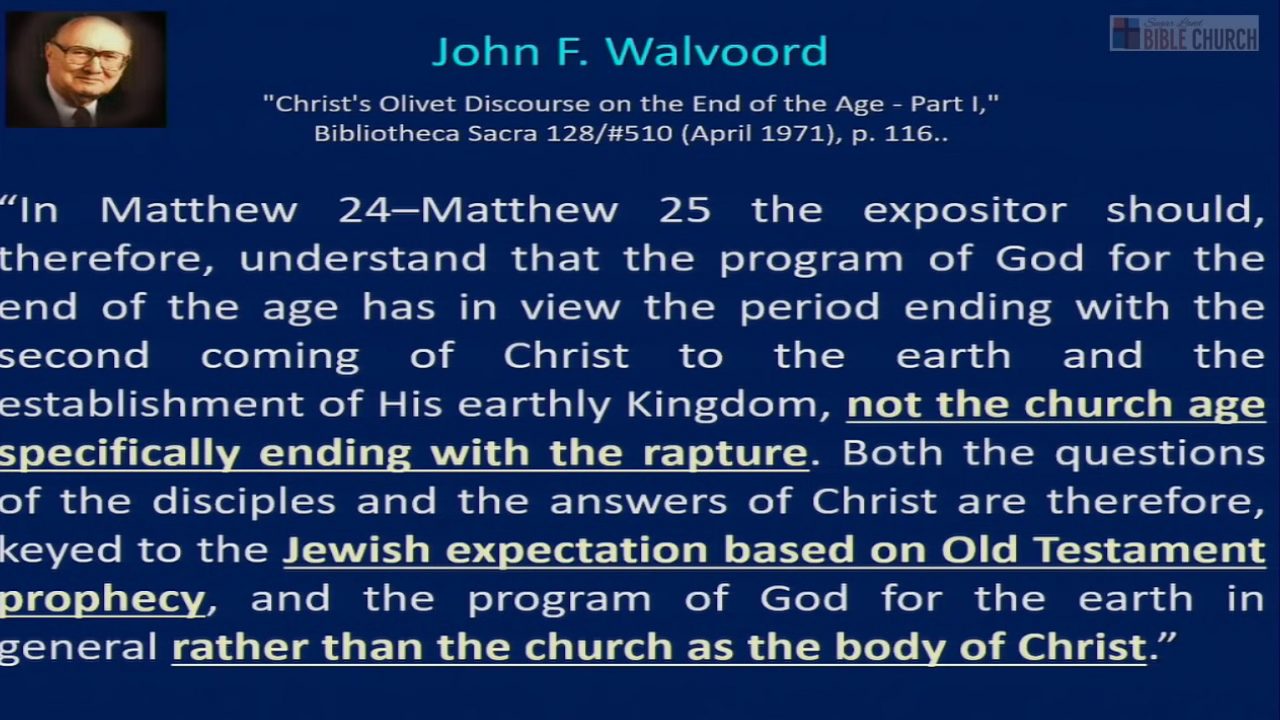 Sugar Land
BIBLE CHURCH
John F. Walvoord
"Christ's Olivet Discourse on the End of the Age - Part I,"
Bibliotheca Sacra 128/#510 (April 1971), p. 116..
“In Matthew 24–Matthew 25 the expositor should,
therefore, understand that the program of God for the
end of the age has in view the period ending with the
second coming of Christ to the earth and the
establishment of His earthly Kingdom, not the church age
specifically ending with the rapture. Both the questions
of the disciples and the answers of Christ are therefore,
keyed to the Jewish expectation based on Old Testament
prophecy, and the program of God for the earth in
general rather than the church as the body of Christ.”